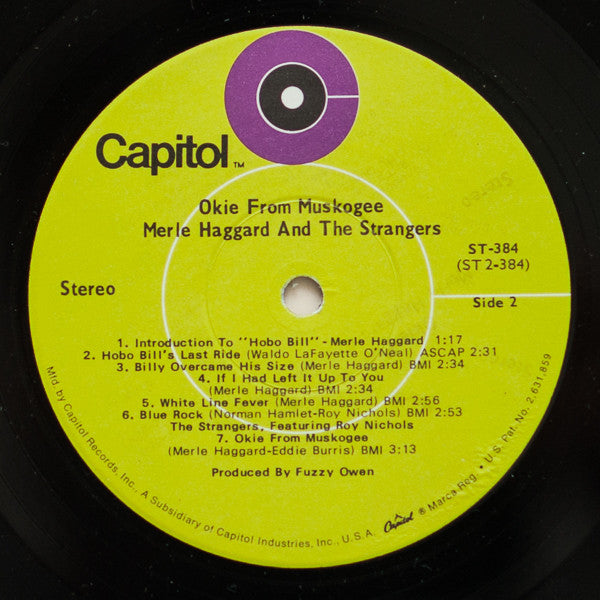 Capitol™
Okie From Muskogee
Merle Haggard And The Strangers
ST-384
(ST 2-384)
Stereo
Side 2
1. Introduction To "Hobo Bill" - Merle Haggard 1:17
2. Hobo Bill's Last Ride (Waldo LaFayette O'Neal) ASCAP 2:31
3. Billy Overcame His Size (Merle Haggard) BMI 2:34
4. If I Had Left It Up To You
(Merle Haggard) BMI 2:34
5. White Line Fever (Merle Haggard) BMI 2:56
6. Blue Rock (Norman Hamlet-Roy Nichols) BMI 2:53
The Strangers, Featuring Roy Nichols
7. Okie From Muskogee
(Merle Haggard-Eddie Burris) BMI 3:13
Produced By Fuzzy Owen
Mfd. by Capitol Records, Inc., A Subsidiary of Capitol Industries, Inc., U.S.A. Capitol ® Marca Reg. • U.S. Pat. No. 2,631,859